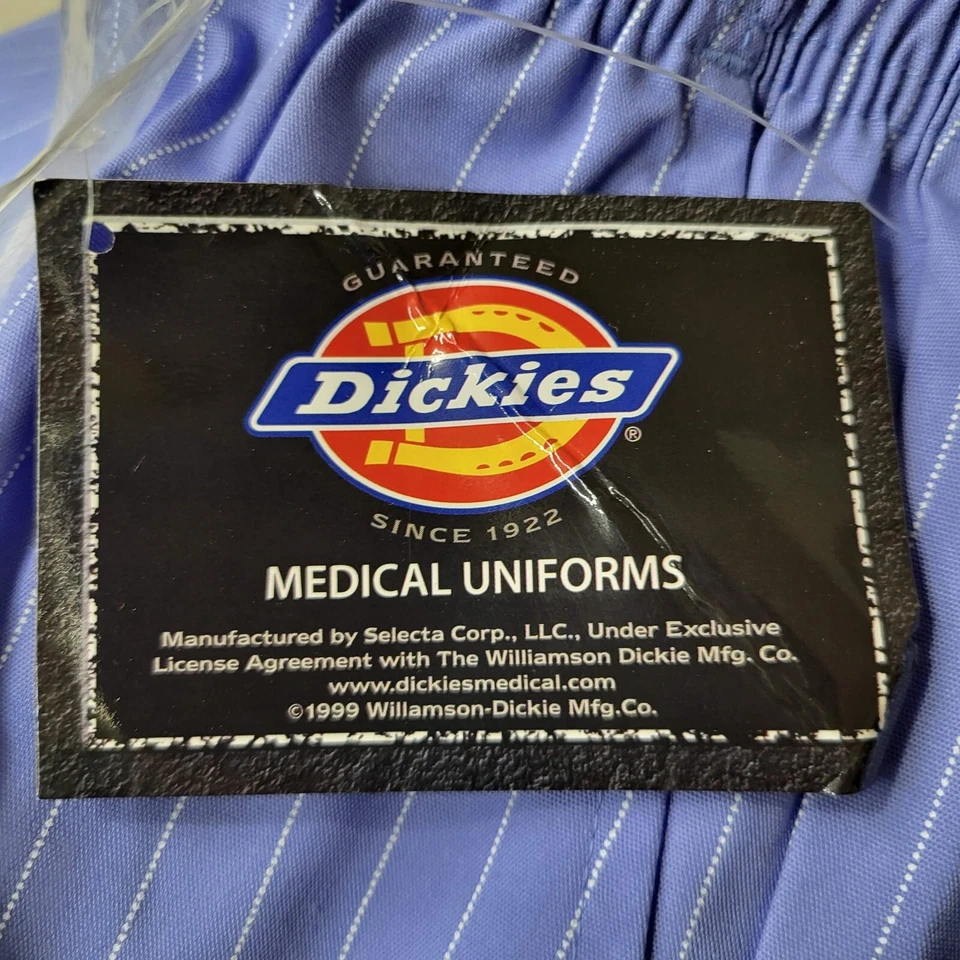 GUARANTEED
Dickies
®
SINCE 1922
MEDICAL UNIFORMS
Manufactured by Selecta Corp., LLC., Under Exclusive
License Agreement with The Williamson Dickie Mfg. Co.
www.dickiesmedical.com
©1999 Willamson-Dickie Mfg.Co.